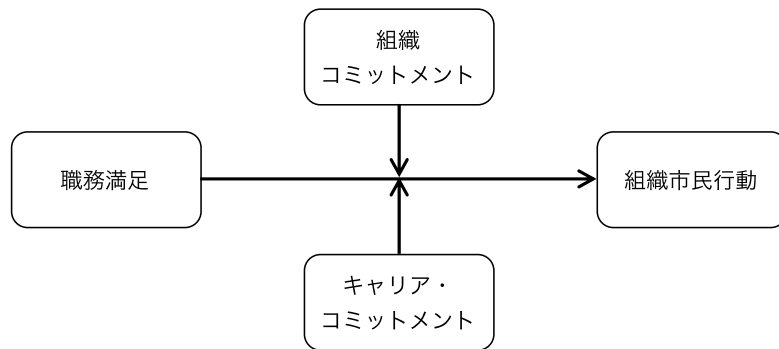 組織
コミットメント
職務満足
組織市民行動
キャリア・
コミットメント